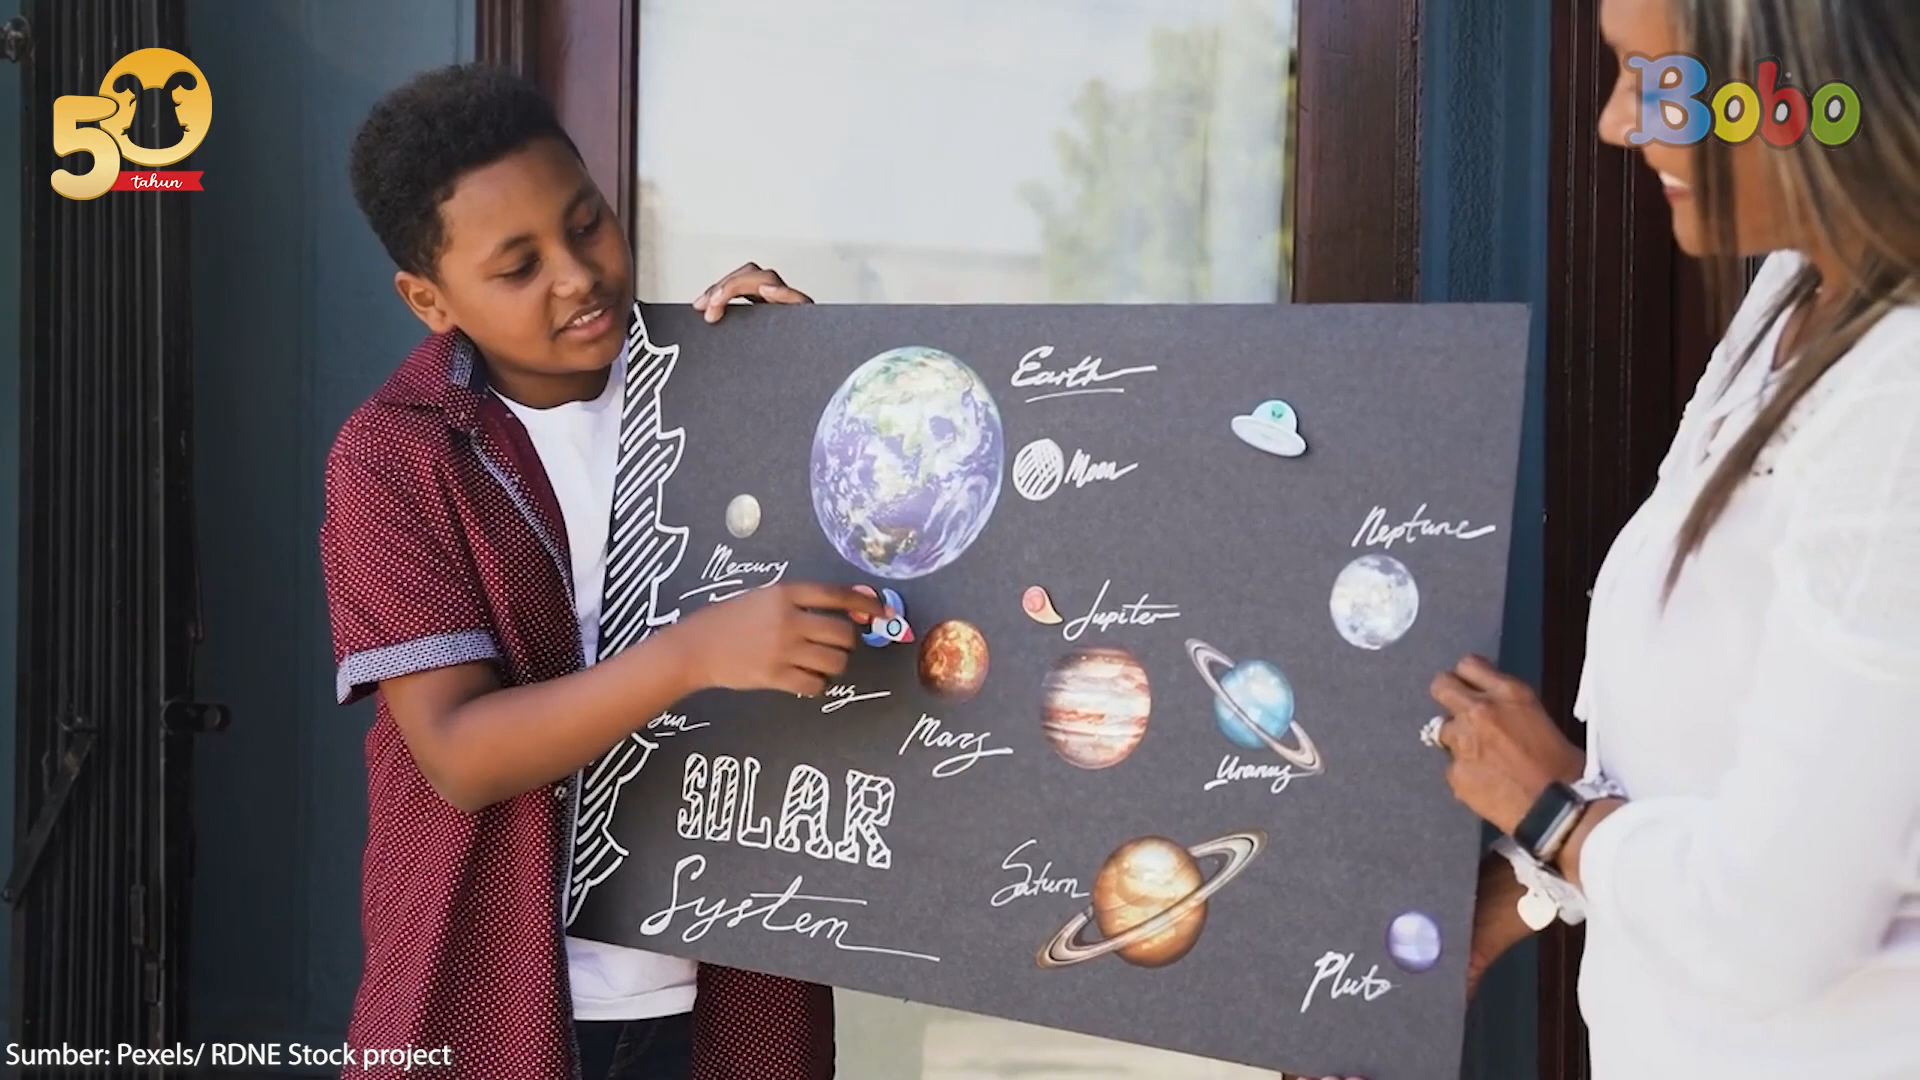 50
tahun
Bobo
Earth
Moon
Neptune
Mercury
Jupiter
Mars
Uranus
SOLAR
System
Saturn
Pluto
Sumber: Pexels/ RDNE Stock project